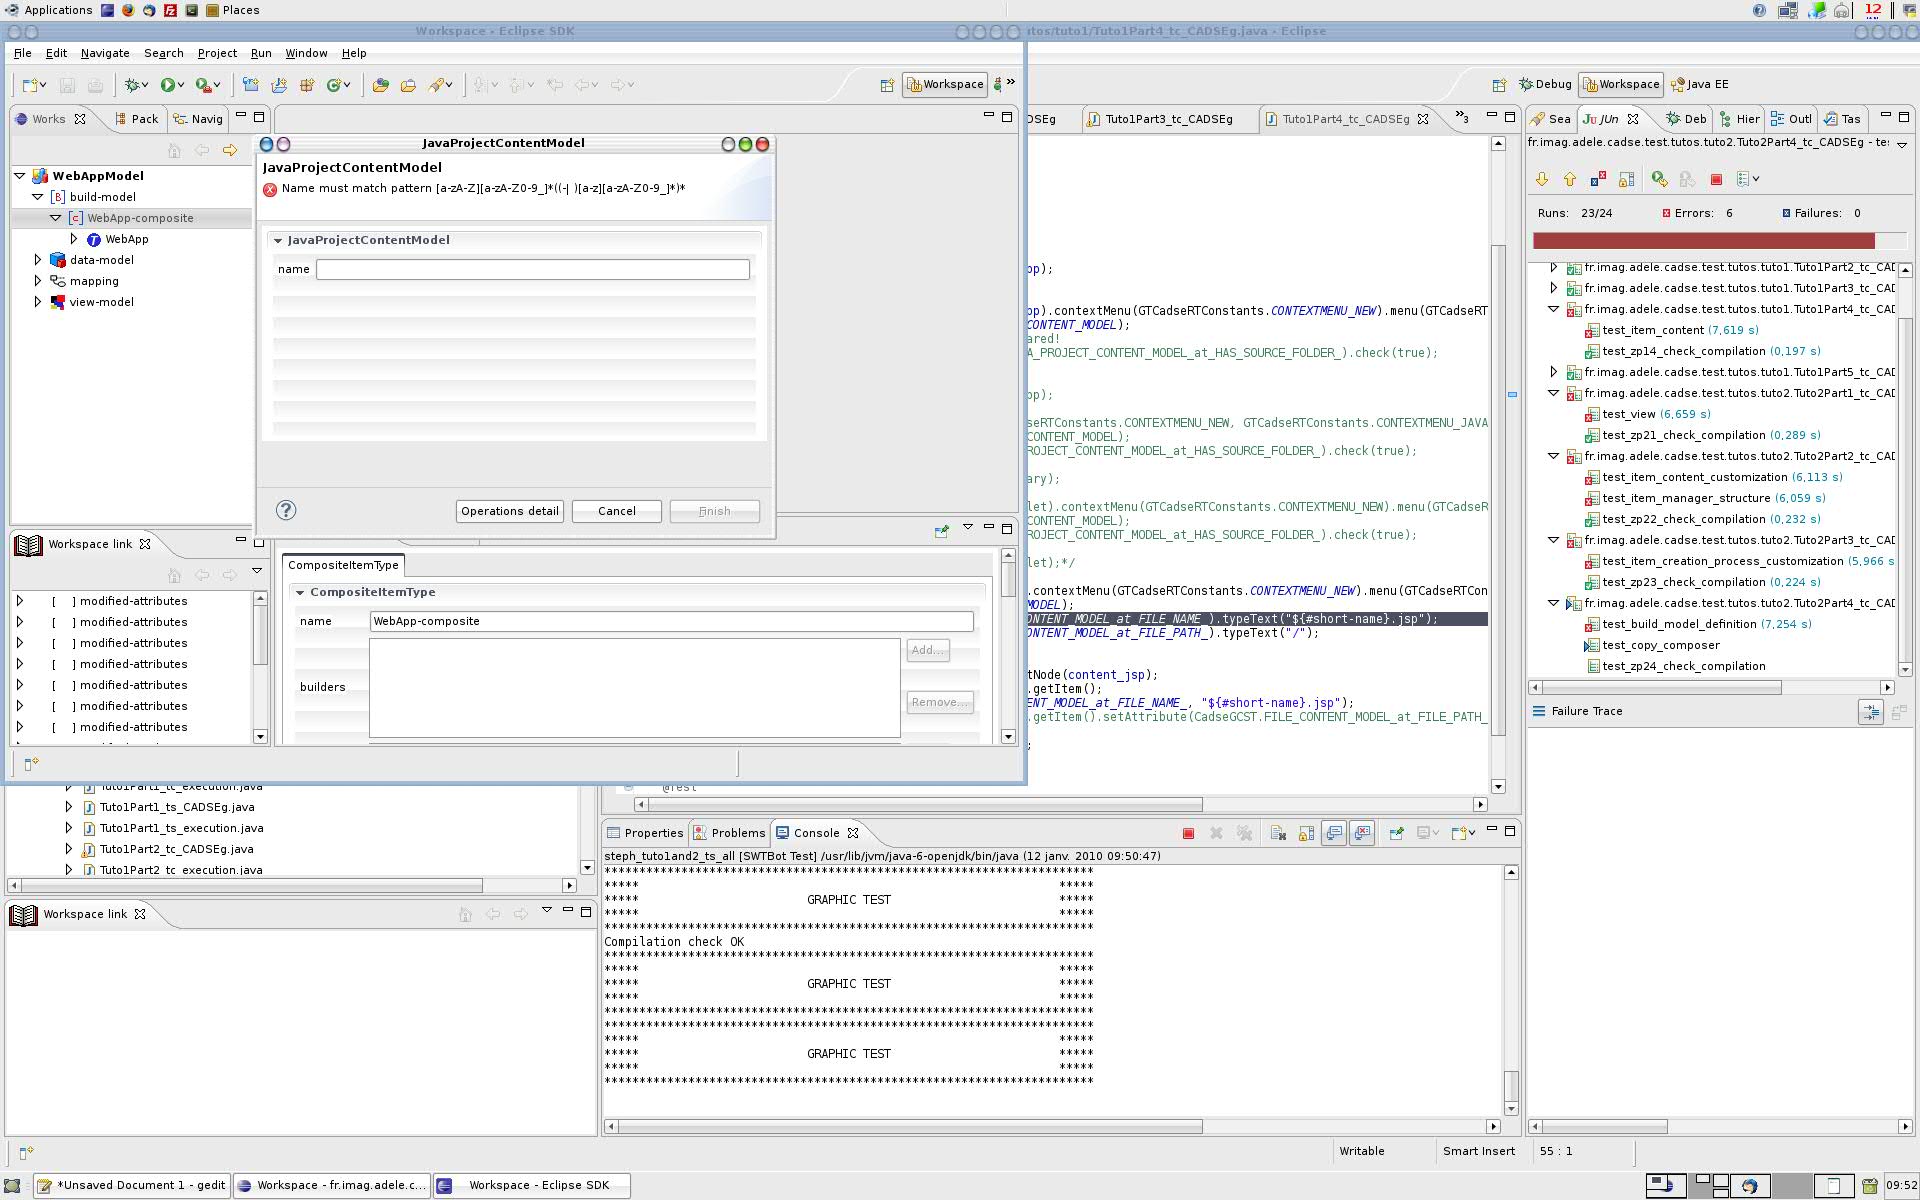 Applications Places 12
Workspace - Eclipse SDK
File Edit Navigate Search Project Run Window Help
Workspace »
Works Pack Navig
WebAppModel
build-model
WebApp-composite
WebApp
data-model
mapping
view-model
JavaProjectContentModel
JavaProjectContentModel
Name must match pattern [a-zA-Z][a-zA-Z0-9_]*((-| )[a-z][a-zA-Z0-9_]*)*
JavaProjectContentModel
name
Operations detail Cancel Finish
Workspace link
[ ] modified-attributes
[ ] modified-attributes
[ ] modified-attributes
[ ] modified-attributes
[ ] modified-attributes
[ ] modified-attributes
[ ] modified-attributes
CompositeItemType
CompositeItemType
name WebApp-composite
Add...
builders
Remove...
utos/tuto1/Tuto1Part4_tc_CADSEg.java - Eclipse
Debug Workspace Java EE
DSEg Tuto1Part3_tc_CADSEg Tuto1Part4_tc_CADSEg »3
op);
op).contextMenu(GTCadseRTConstants.CONTEXTMENU_NEW).menu(GTCadseRT
CONTENT_MODEL);
ared!
A_PROJECT_CONTENT_MODEL_at_HAS_SOURCE_FOLDER_).check(true);
op);
seRTConstants.CONTEXTMENU_NEW, GTCadseRTConstants.CONTEXTMENU_JAVA
CONTENT_MODEL);
ROJECT_CONTENT_MODEL_at_HAS_SOURCE_FOLDER_).check(true);
ary);
let).contextMenu(GTCadseRTConstants.CONTEXTMENU_NEW).menu(GTCadseR
CONTENT_MODEL);
ROJECT_CONTENT_MODEL_at_HAS_SOURCE_FOLDER_).check(true);
let);*/
.contextMenu(GTCadseRTConstants.CONTEXTMENU_NEW).menu(GTCadseRTCon
MODEL);
ONTENT_MODEL_at_FILE_NAME_).typeText("${#short-name}.jsp");
ONTENT_MODEL_at_FILE_PATH_).typeText("/");
tNode(content_jsp);
.getItem();
ENT_MODEL_at_FILE_NAME_, "${#short-name}.jsp");
.getItem().setAttribute(CadseGCST.FILE_CONTENT_MODEL_at_FILE_PATH_
;
@Test
Sea JUn Deb Hier Outl Tas
fr.imag.adele.cadse.test.tutos.tuto2.Tuto2Part4_tc_CADSEg - te
Runs: 23/24 Errors: 6 Failures: 0
fr.imag.adele.cadse.test.tutos.tuto1.Tuto1Part2_tc_CAD
fr.imag.adele.cadse.test.tutos.tuto1.Tuto1Part3_tc_CAD
fr.imag.adele.cadse.test.tutos.tuto1.Tuto1Part4_tc_CAD
test_item_content (7,619 s)
test_zp14_check_compilation (0,197 s)
fr.imag.adele.cadse.test.tutos.tuto1.Tuto1Part5_tc_CAD
fr.imag.adele.cadse.test.tutos.tuto2.Tuto2Part1_tc_CAD
test_view (6,659 s)
test_zp21_check_compilation (0,289 s)
fr.imag.adele.cadse.test.tutos.tuto2.Tuto2Part2_tc_CAD
test_item_content_customization (6,113 s)
test_item_manager_structure (6,059 s)
test_zp22_check_compilation (0,232 s)
fr.imag.adele.cadse.test.tutos.tuto2.Tuto2Part3_tc_CAD
test_item_creation_process_customization (5,966 s
test_zp23_check_compilation (0,224 s)
fr.imag.adele.cadse.test.tutos.tuto2.Tuto2Part4_tc_CAD
test_build_model_definition (7,254 s)
test_copy_composer
test_zp24_check_compilation
Failure Trace
Tuto1Part1_tc_execution.java
Tuto1Part1_ts_CADSEg.java
Tuto1Part1_ts_execution.java
Tuto1Part2_tc_CADSEg.java
Tuto1Part2_tc_execution.java
Workspace link
Properties Problems Console
steph_tuto1and2_ts_all [SWTBot Test] /usr/lib/jvm/java-6-openjdk/bin/java (12 janv. 2010 09:50:47)
**********************************************************************
***** *****
***** GRAPHIC TEST *****
***** *****
**********************************************************************
Compilation check OK
**********************************************************************
***** *****
***** GRAPHIC TEST *****
***** *****
**********************************************************************
**********************************************************************
***** *****
***** GRAPHIC TEST *****
***** *****
**********************************************************************
Writable Smart Insert 55 : 1
*Unsaved Document 1 - gedit Workspace - fr.imag.adele.c... Workspace - Eclipse SDK 09:52